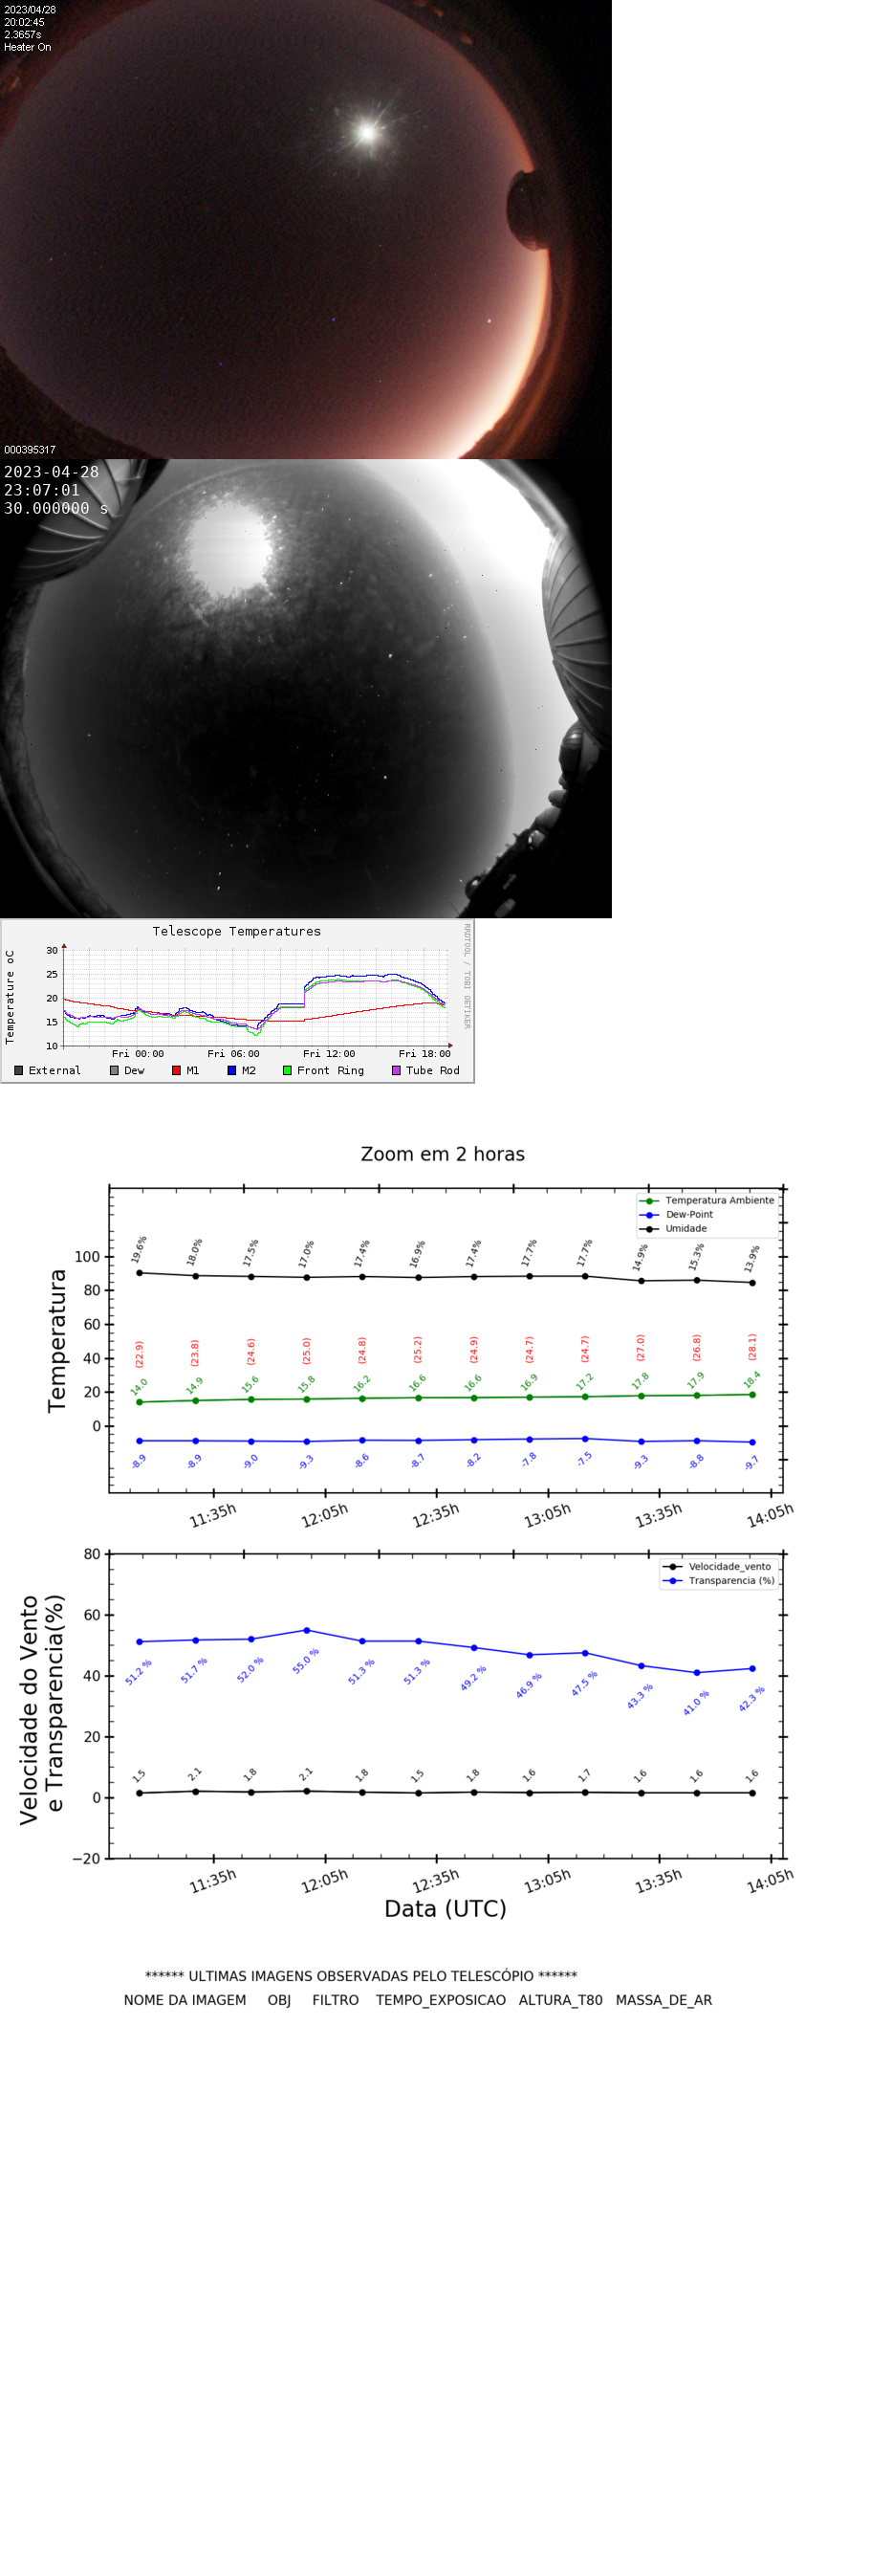 2023/04/28
20:02:45
2.3657s
Heater On
000395317
2023-04-28
23:07:01
30.000000 s
Telescope Temperatures
RRDTOOL / TOBI OETIKER
Temperature oC
30
25
20
15
10
Fri 00:00 Fri 06:00 Fri 12:00 Fri 18:00
External Dew M1 M2 Front Ring Tube Rod
Zoom em 2 horas
Temperatura Ambiente
Dew-Point
Umidade
Temperatura
100
80
60
40
20
0
19.6% 18.0% 17.5% 17.0% 17.4% 16.9% 17.4% 17.7% 17.7% 14.9% 15.3% 13.9%
(22.9) (23.8) (24.6) (25.0) (24.8) (25.2) (24.9) (24.7) (24.7) (27.0) (26.8) (28.1)
14.0 14.9 15.6 15.8 16.2 16.6 16.6 16.9 17.2 17.8 17.9 18.4
-8.9 -8.9 -9.0 -9.3 -8.6 -8.7 -8.2 -7.8 -7.5 -9.3 -8.8 -9.7
11:35h 12:05h 12:35h 13:05h 13:35h 14:05h
Velocidade_vento
Transparencia (%)
Velocidade do Vento
e Transparencia(%)
80
60
40
20
0
−20
51.2 % 51.7 % 52.0 % 55.0 % 51.3 % 51.3 % 49.2 % 46.9 % 47.5 % 43.3 % 41.0 % 42.3 %
1.5 2.1 1.8 2.1 1.8 1.5 1.8 1.6 1.7 1.6 1.6 1.6
11:35h 12:05h 12:35h 13:05h 13:35h 14:05h
Data (UTC)
****** ULTIMAS IMAGENS OBSERVADAS PELO TELESCÓPIO ******
NOME DA IMAGEM OBJ FILTRO TEMPO_EXPOSICAO ALTURA_T80 MASSA_DE_AR